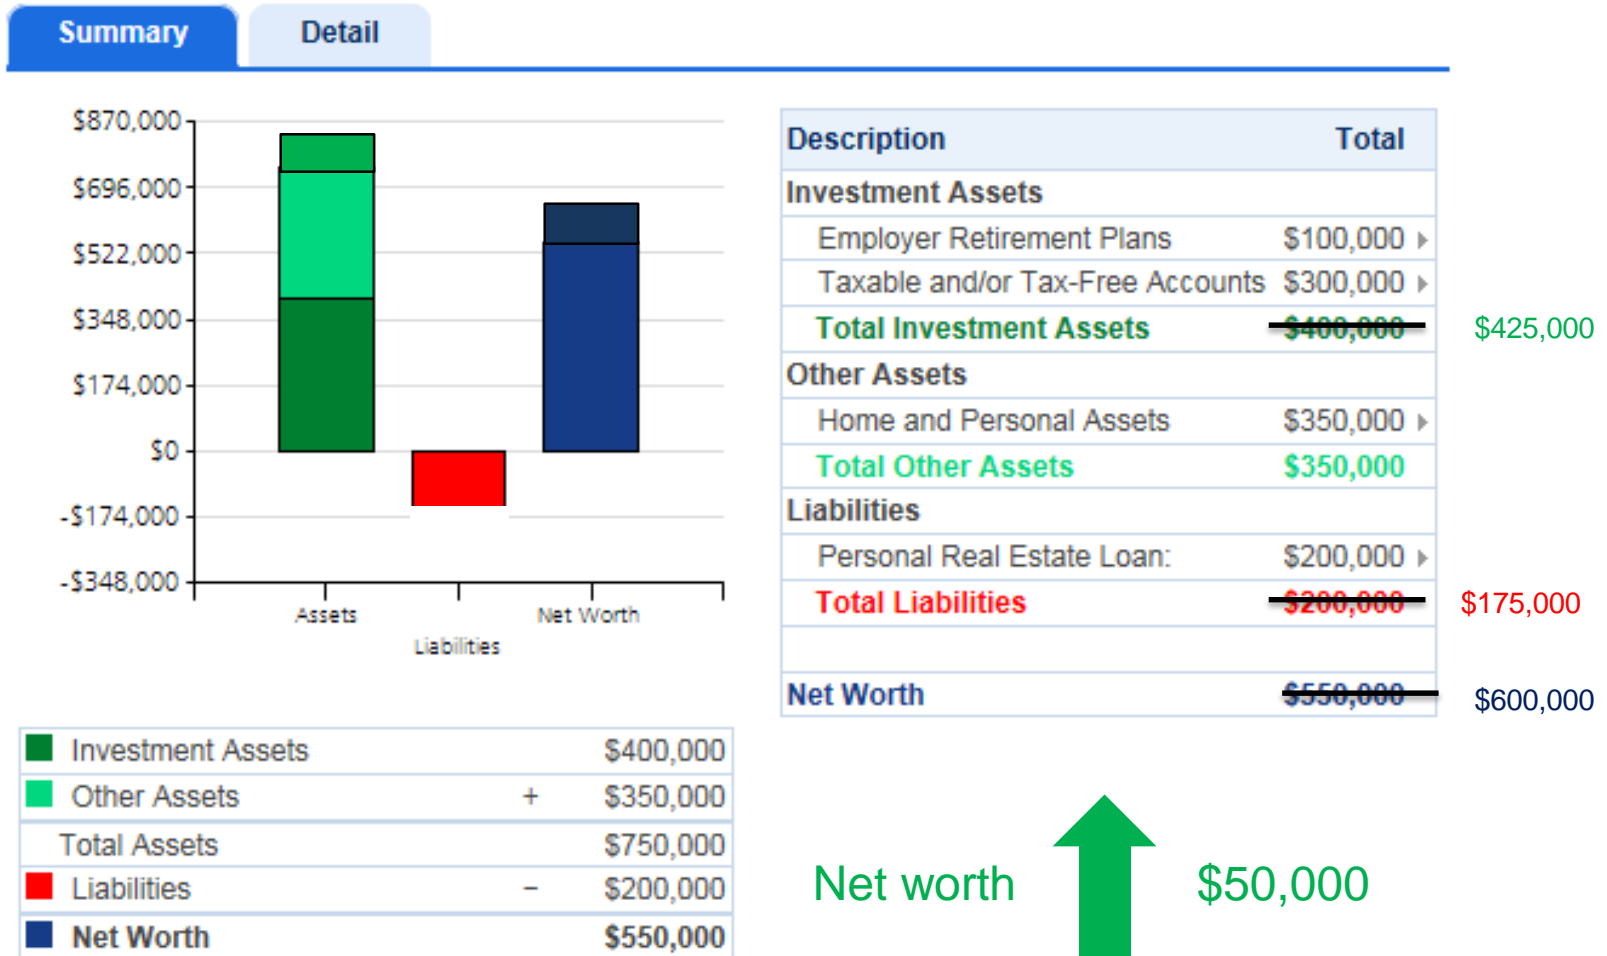 Summary Detail
$870,000
$696,000
$522,000
$348,000
$174,000
$0
-$174,000
-$348,000
Assets Net Worth
Liabilities
Description Total
Investment Assets
Employer Retirement Plans $100,000
Taxable and/or Tax-Free Accounts $300,000
Total Investment Assets $400,000 $425,000
Other Assets
Home and Personal Assets $350,000
Total Other Assets $350,000
Liabilities
Personal Real Estate Loan: $200,000
Total Liabilities $200,000 $175,000
Net Worth $550,000 $600,000
Investment Assets $400,000
Other Assets + $350,000
Total Assets $750,000
Liabilities − $200,000
Net Worth $550,000
Net worth $50,000